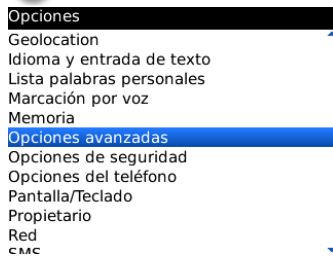 Opciones
Geolocation
Idioma y entrada de texto
Lista palabras personales
Marcación por voz
Memoria
Opciones avanzadas
Opciones de seguridad
Opciones del teléfono
Pantalla/Teclado
Propietario
Red
SMS